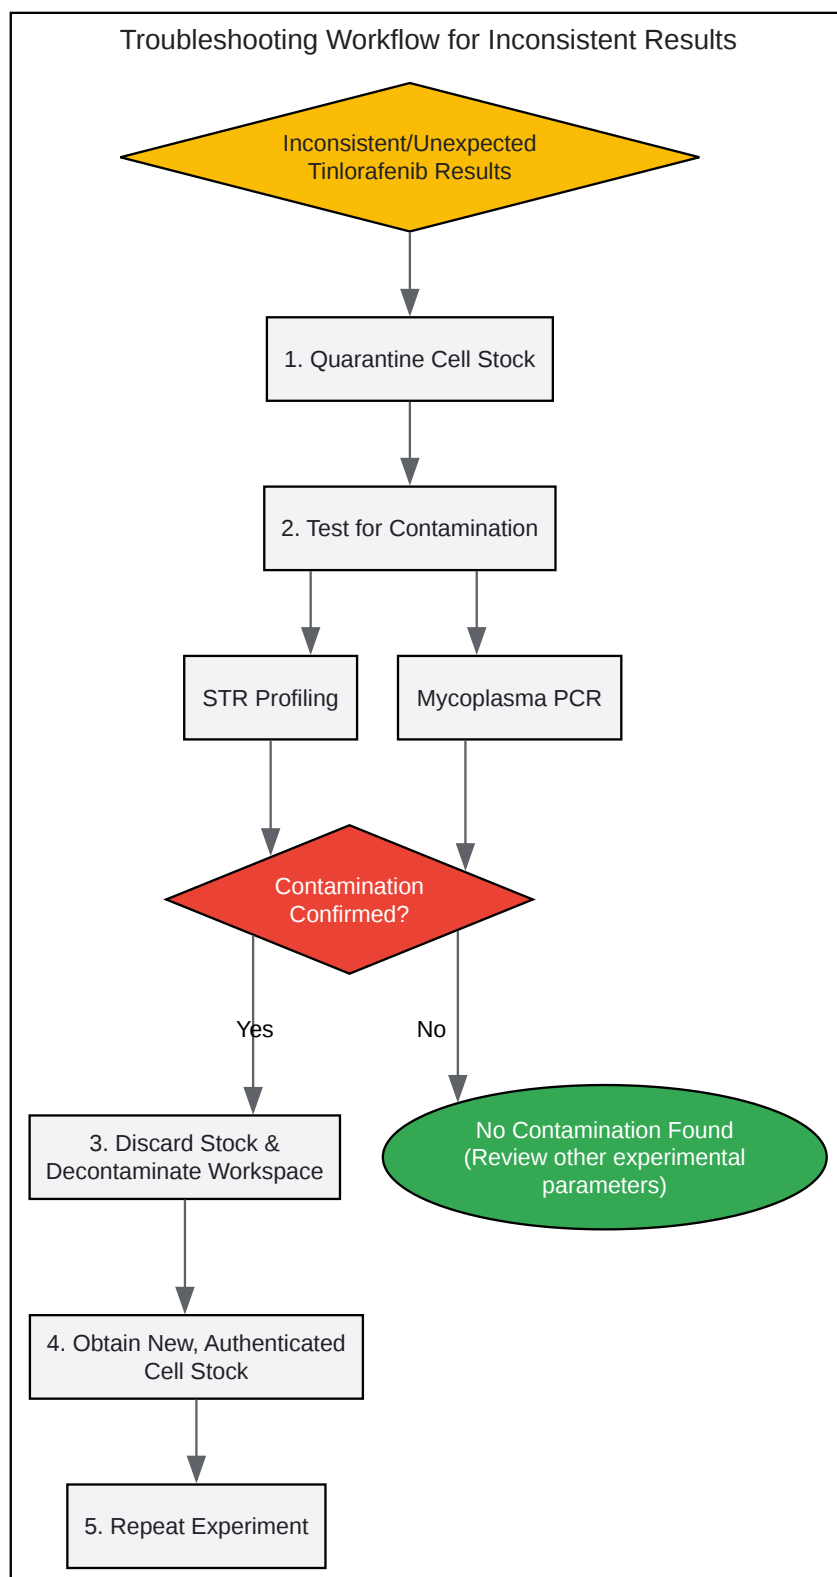 Troubleshooting Workflow for Inconsistent Results
Inconsistent/Unexpected
Tinlorafenib Results
1. Quarantine Cell Stock
2. Test for Contamination
STR Profiling
Mycoplasma PCR
Contamination
Confirmed?
Yes
No
3. Discard Stock &
Decontaminate Workspace
No Contamination Found
(Review other experimental
parameters)
4. Obtain New, Authenticated
Cell Stock
5. Repeat Experiment